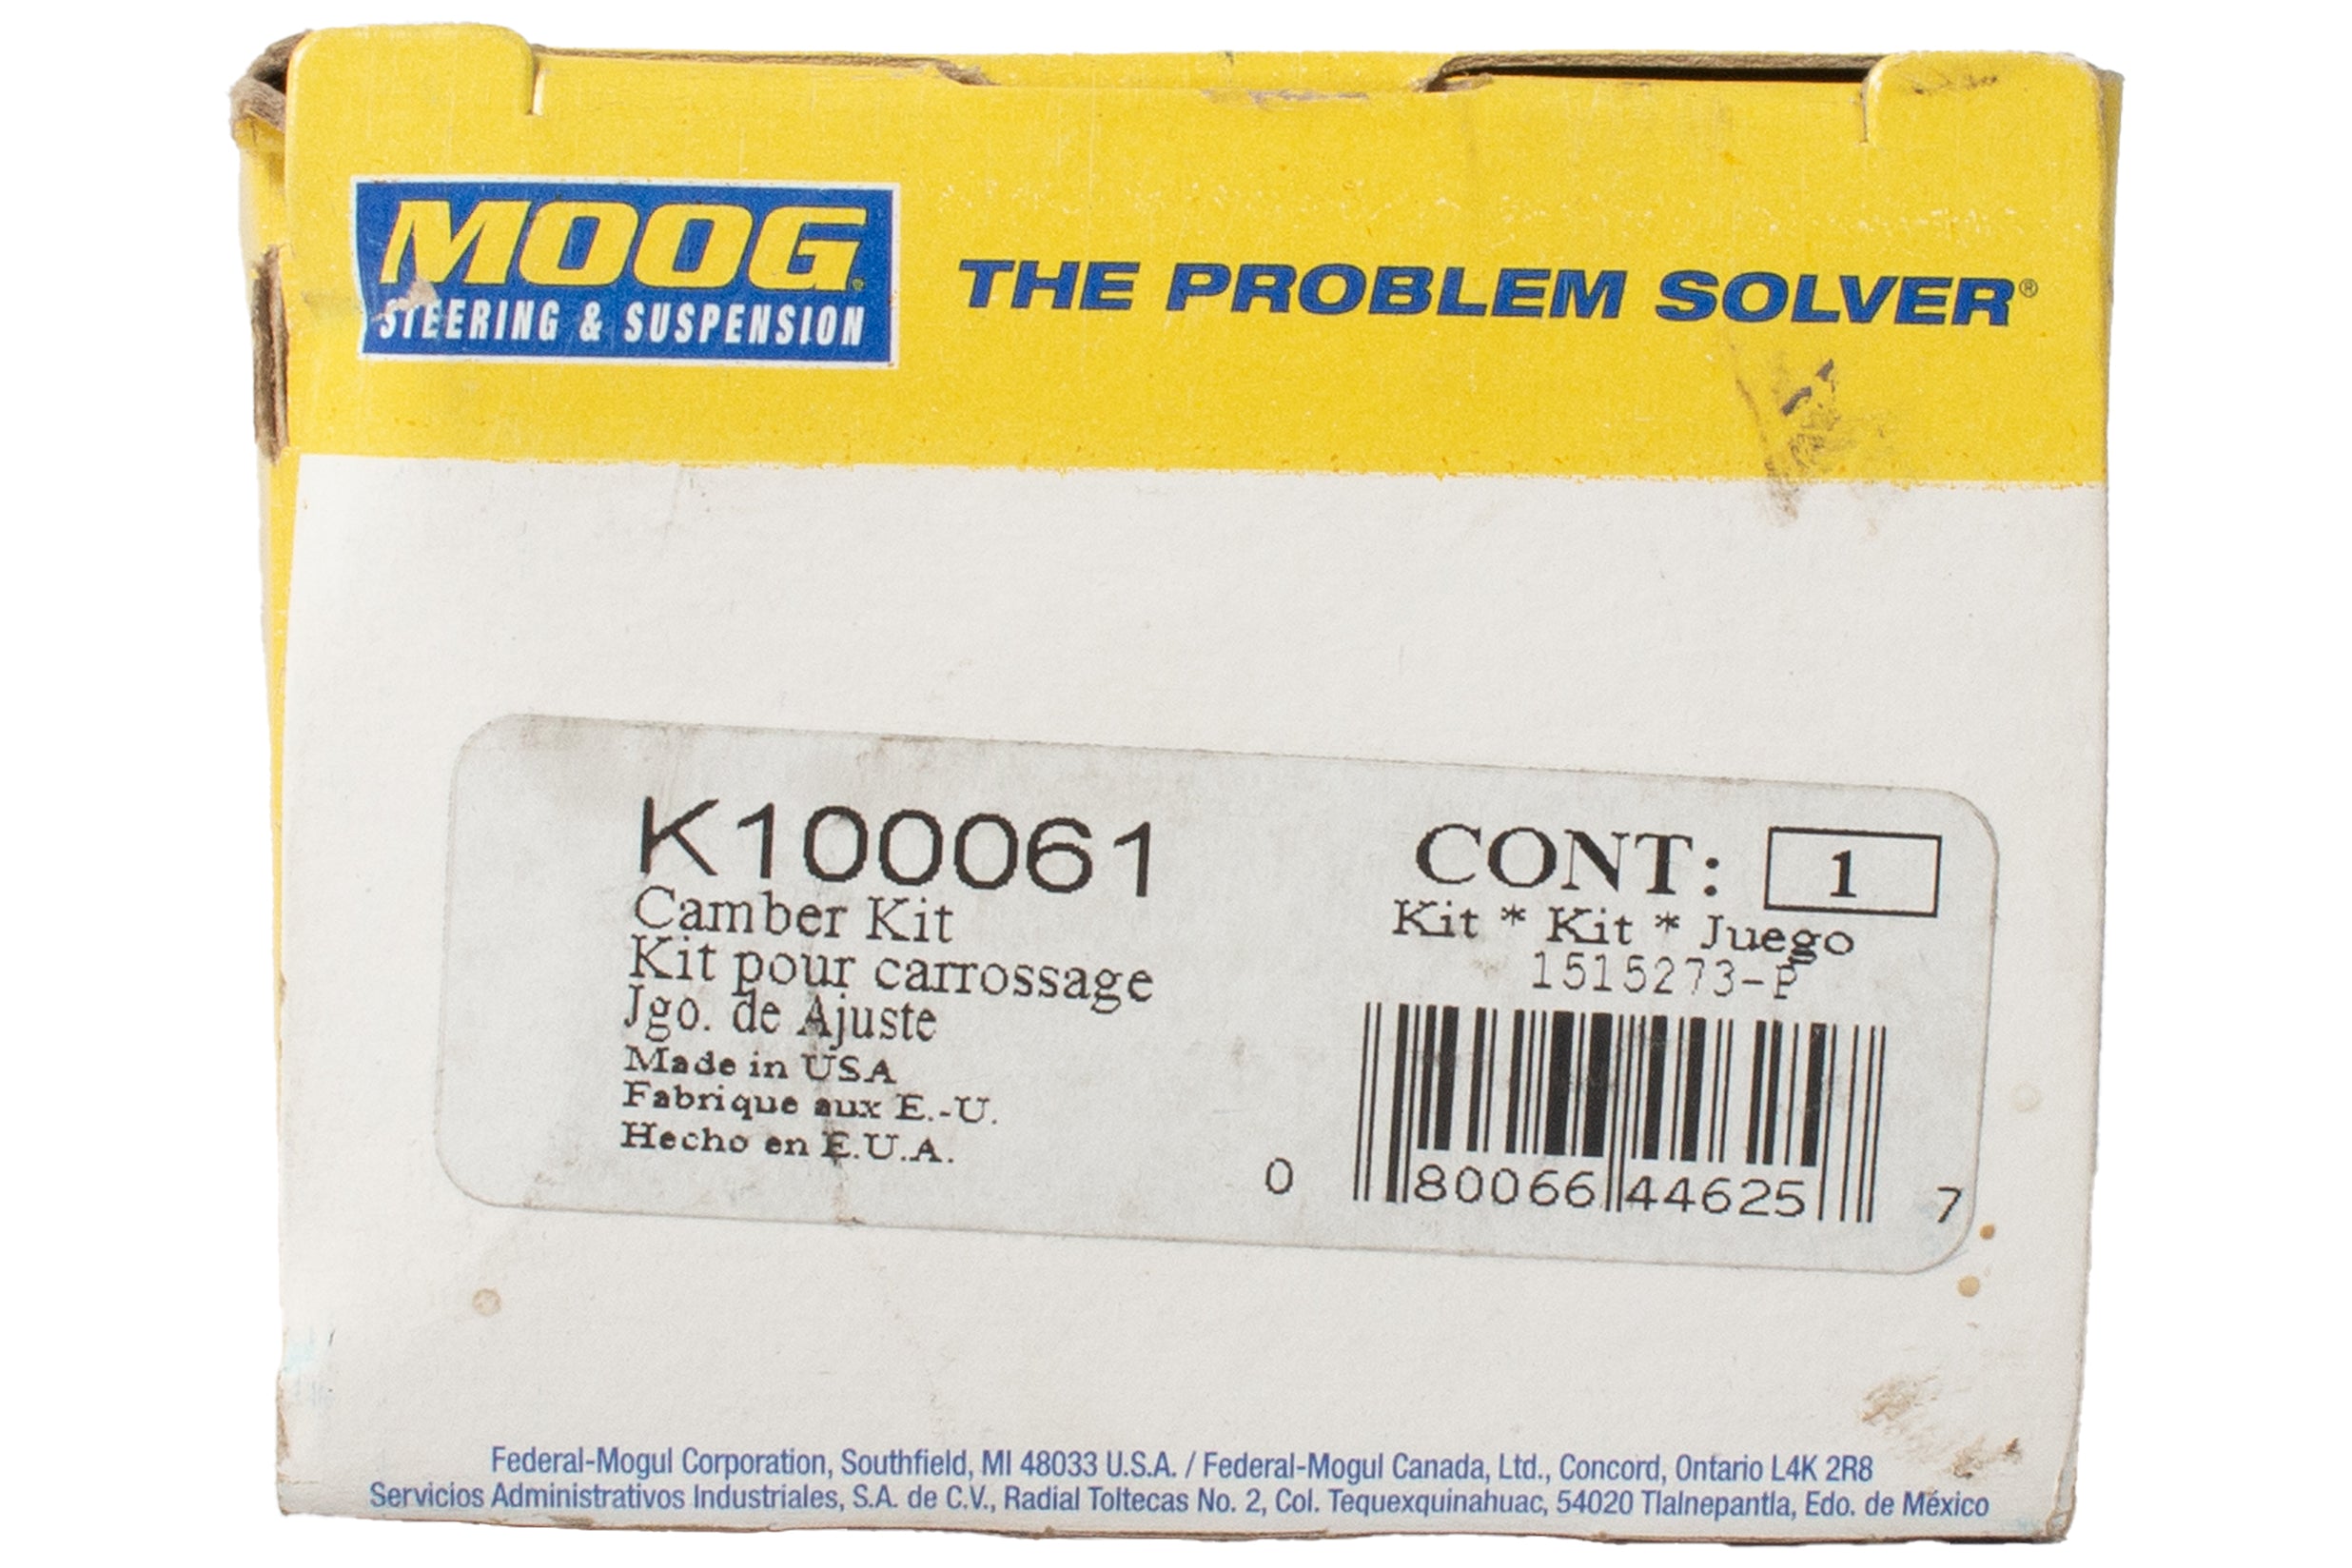 MOOG
STEERING & SUSPENSION
THE PROBLEM SOLVER®
K100061
Camber Kit
Kit pour carrossage
Jgo. de Ajuste
Made in USA
Fabrique aux E.-U.
Hecho en E.U.A.
CONT: 1
Kit * Kit * Juego
1515273-P
0 80066 44625 7
Federal-Mogul Corporation, Southfield, MI 48033 U.S.A. / Federal-Mogul Canada, Ltd., Concord, Ontario L4K 2R8
Servicios Administrativos Industriales, S.A. de C.V., Radial Toltecas No. 2, Col. Tequexquinahuac, 54020 Tlalnepantla, Edo. de México